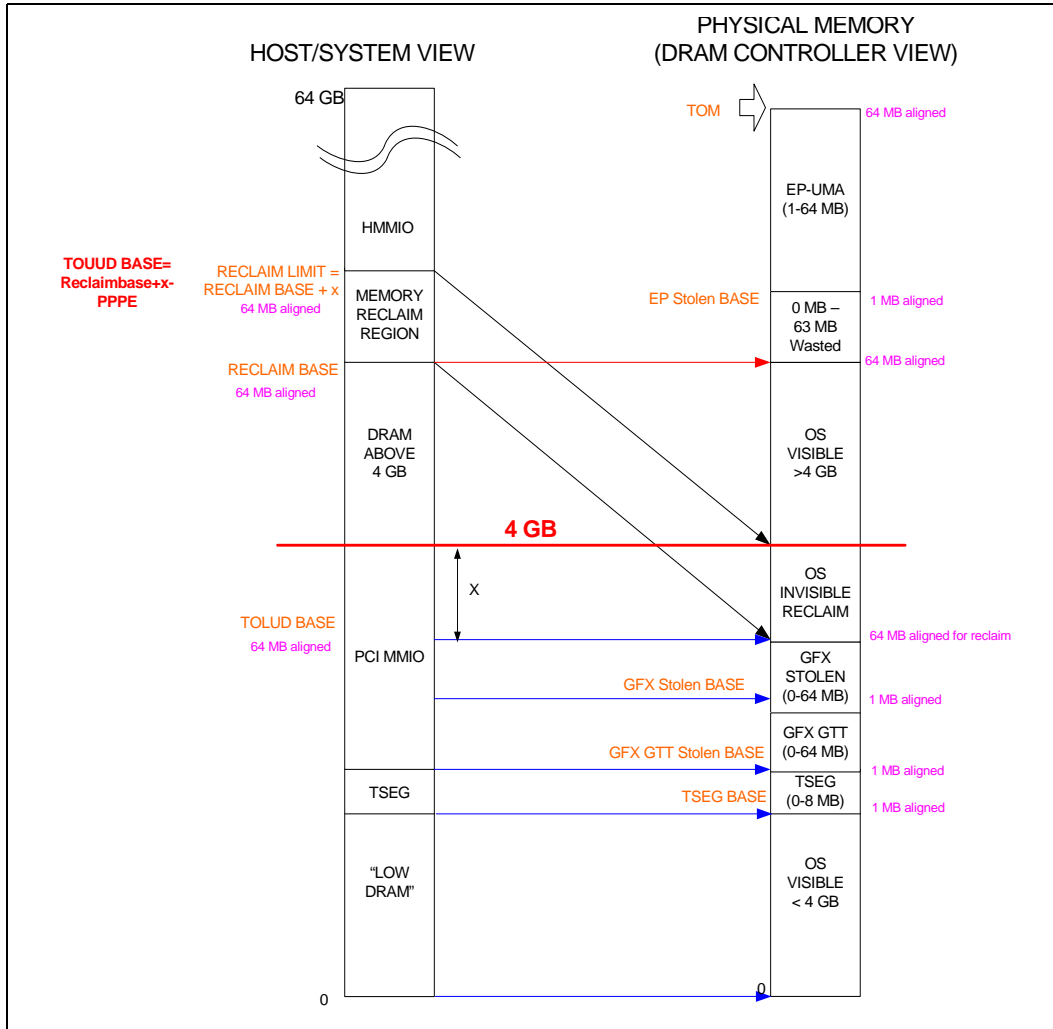 HOST/SYSTEM VIEW
PHYSICAL MEMORY
(DRAM CONTROLLER VIEW)
64 GB
TOM
64 MB aligned
EP-UMA
(1-64 MB)
HMMIO
TOUUD BASE=
Reclaimbase+x-
PPPE
RECLAIM LIMIT =
RECLAIM BASE + x
64 MB aligned
MEMORY
RECLAIM
REGION
EP Stolen BASE
1 MB aligned
0 MB –
63 MB
Wasted
RECLAIM BASE
64 MB aligned
64 MB aligned
DRAM
ABOVE
4 GB
OS
VISIBLE
>4 GB
4 GB
X
OS
INVISIBLE
RECLAIM
TOLUD BASE
64 MB aligned
PCI MMIO
64 MB aligned for reclaim
GFX
STOLEN
(0-64 MB)
GFX Stolen BASE
1 MB aligned
GFX GTT
(0-64 MB)
GFX GTT Stolen BASE
1 MB aligned
TSEG
TSEG
(0-8 MB)
TSEG BASE
1 MB aligned
“LOW
DRAM”
OS
VISIBLE
< 4 GB
0
0